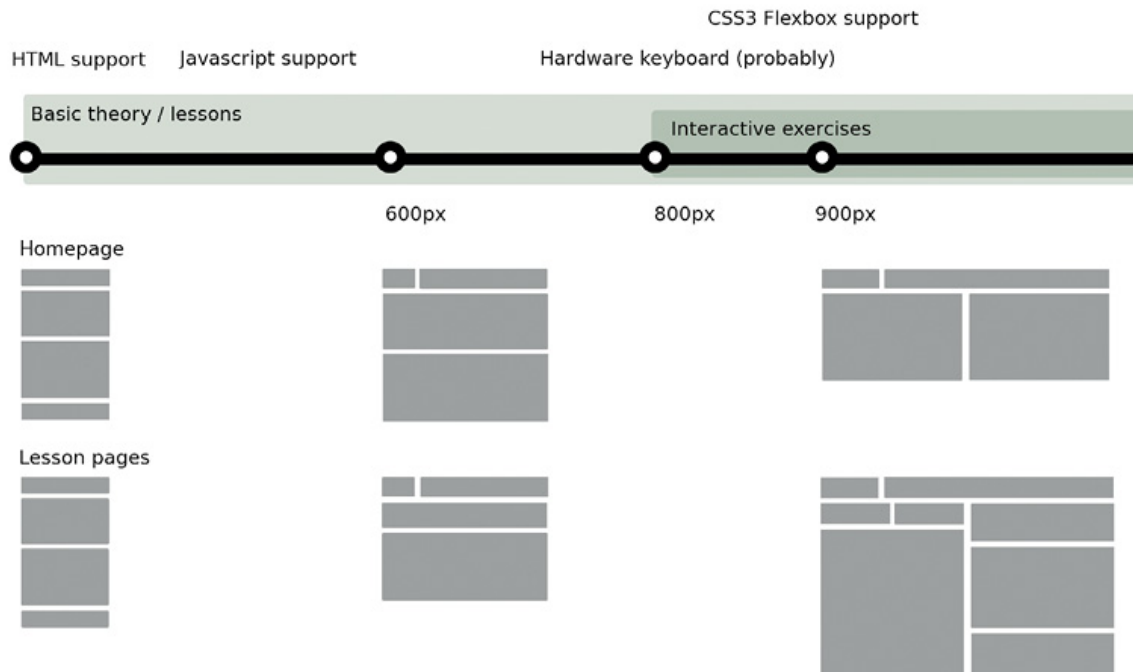 CSS3 Flexbox support
HTML support
Javascript support
Hardware keyboard (probably)
Basic theory / lessons
Interactive exercises
600px
800px
900px
Homepage
Lesson pages